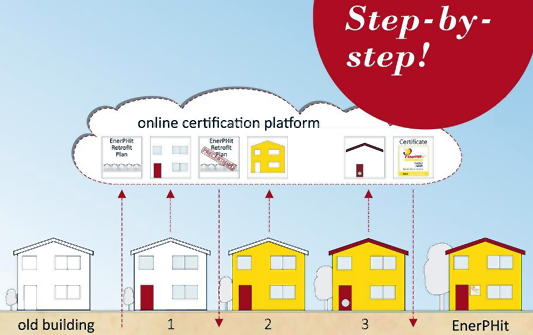 Step-by-
step!
online certification platform
EnerPHit
Retrofit
Plan
EnerPHit
Retrofit
Plan
Certificate
old building
1
2
3
EnerPHit